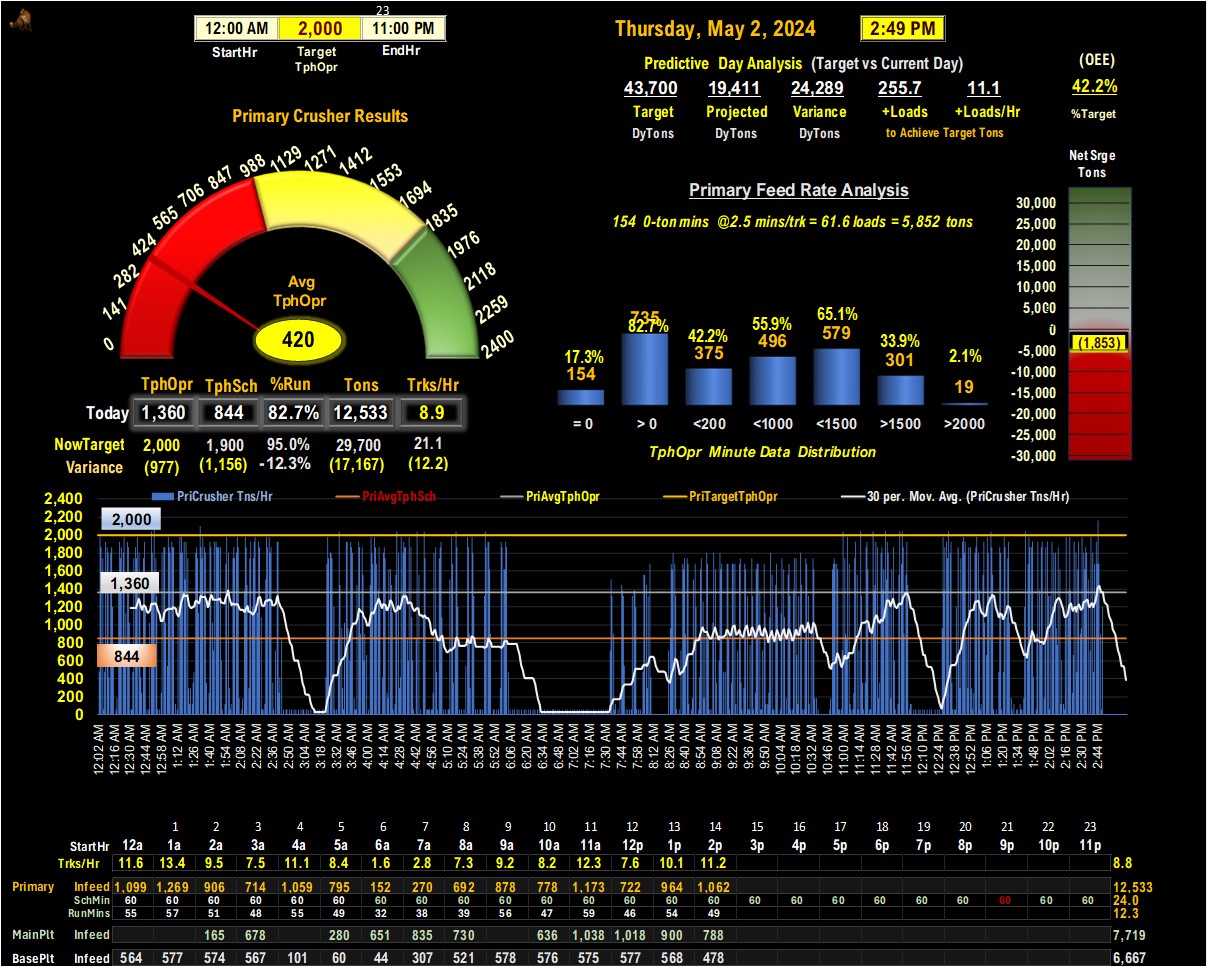 23
12:00 AM 2,000 11:00 PM
StartHr Target TphOpr EndHr
Thursday, May 2, 2024 2:49 PM
Predictive Day Analysis (Target vs Current Day)
43,700 19,411 24,289 255.7 11.1
Target Projected Variance +Loads +Loads/Hr
DyTons DyTons DyTons to Achieve Target Tons
(OEE)
42.2%
%Target
Primary Crusher Results
0 141 282 424 565 706 847 988 1129 1271 1412 1553 1694 1835 1976 2118 2259 2400
Avg
TphOpr
420
TphOpr TphSch %Run Tons Trks/Hr
Today 1,360 844 82.7% 12,533 8.9
NowTarget 2,000 1,900 95.0% 29,700 21.1
Variance (977) (1,156) -12.3% (17,167) (12.2)
Primary Feed Rate Analysis
154 0-ton mins @2.5 mins/trk = 61.6 loads = 5,852 tons
17.3% 82.7% 42.2% 55.9% 65.1% 33.9% 2.1%
154 735 375 496 579 301 19
= 0 > 0 <200 <1000 <1500 >1500 >2000
TphOpr Minute Data Distribution
Net Srge
Tons
30,000
25,000
20,000
15,000
10,000
5,000
0
(1,853)
-5,000
-10,000
-15,000
-20,000
-25,000
-30,000
PriCrusher Tns/Hr PriAvgTphSch PriAvgTphOpr PriTargetTphOpr 30 per. Mov. Avg. (PriCrusher Tns/Hr)
2,400
2,200
2,000
1,800
1,600
1,400
1,200
1,000
800
600
400
200
0
2,000
1,360
844
12:02 AM 12:16 AM 12:30 AM 12:44 AM 12:58 AM 1:12 AM 1:26 AM 1:40 AM 1:54 AM 2:08 AM 2:22 AM 2:36 AM 2:50 AM 3:04 AM 3:18 AM 3:32 AM 3:46 AM 4:00 AM 4:14 AM 4:28 AM 4:42 AM 4:56 AM 5:10 AM 5:24 AM 5:38 AM 5:52 AM 6:06 AM 6:20 AM 6:34 AM 6:48 AM 7:02 AM 7:16 AM 7:30 AM 7:44 AM 7:58 AM 8:12 AM 8:26 AM 8:40 AM 8:54 AM 9:08 AM 9:22 AM 9:36 AM 9:50 AM 10:04 AM 10:18 AM 10:32 AM 10:46 AM 11:00 AM 11:14 AM 11:28 AM 11:42 AM 11:56 AM 12:10 PM 12:24 PM 12:38 PM 12:52 PM 1:06 PM 1:20 PM 1:34 PM 1:48 PM 2:02 PM 2:16 PM 2:30 PM 2:44 PM
1 2 3 4 5 6 7 8 9 10 11 12 13 14 15 16 17 18 19 20 21 22 23
StartHr 12a 1a 2a 3a 4a 5a 6a 7a 8a 9a 10a 11a 12p 1p 2p 3p 4p 5p 6p 7p 8p 9p 10p 11p
Trks/Hr 11.6 13.4 9.5 7.5 11.1 8.4 1.6 2.8 7.3 9.2 8.2 12.3 7.6 10.1 11.2 8.8
Primary Infeed 1,099 1,269 906 714 1,059 795 152 270 692 878 778 1,173 722 964 1,062 12,533
SchMin 60 60 60 60 60 60 60 60 60 60 60 60 60 60 60 60 60 60 60 60 60 60 60 60 24.0
RunMins 55 57 51 48 55 49 32 38 39 56 47 59 46 54 49 12.3
MainPlt Infeed 165 678 280 651 835 730 636 1,038 1,018 900 788 7,719
BasePlt Infeed 564 577 574 567 101 60 44 307 521 578 576 575 577 568 478 6,667